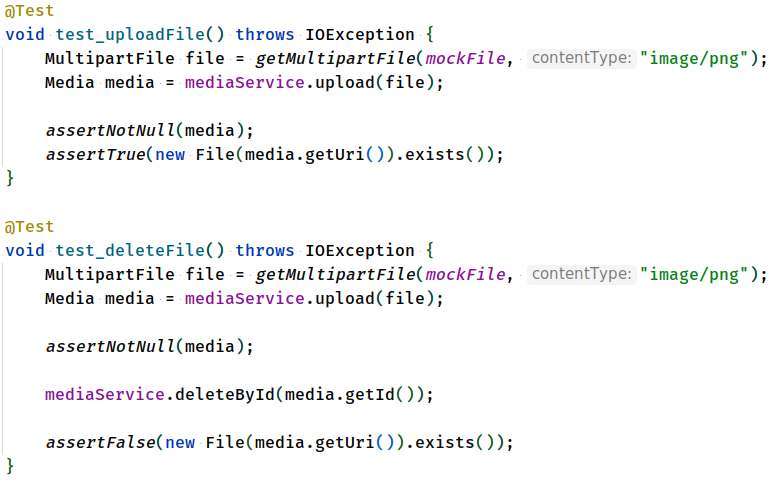 @Test
void test_uploadFile() throws IOException {
    MultipartFile file = getMultipartFile(mockFile, contentType: "image/png");
    Media media = mediaService.upload(file);

    assertNotNull(media);
    assertTrue(new File(media.getUri()).exists());
}

@Test
void test_deleteFile() throws IOException {
    MultipartFile file = getMultipartFile(mockFile, contentType: "image/png");
    Media media = mediaService.upload(file);

    assertNotNull(media);

    mediaService.deleteById(media.getId());

    assertFalse(new File(media.getUri()).exists());
}